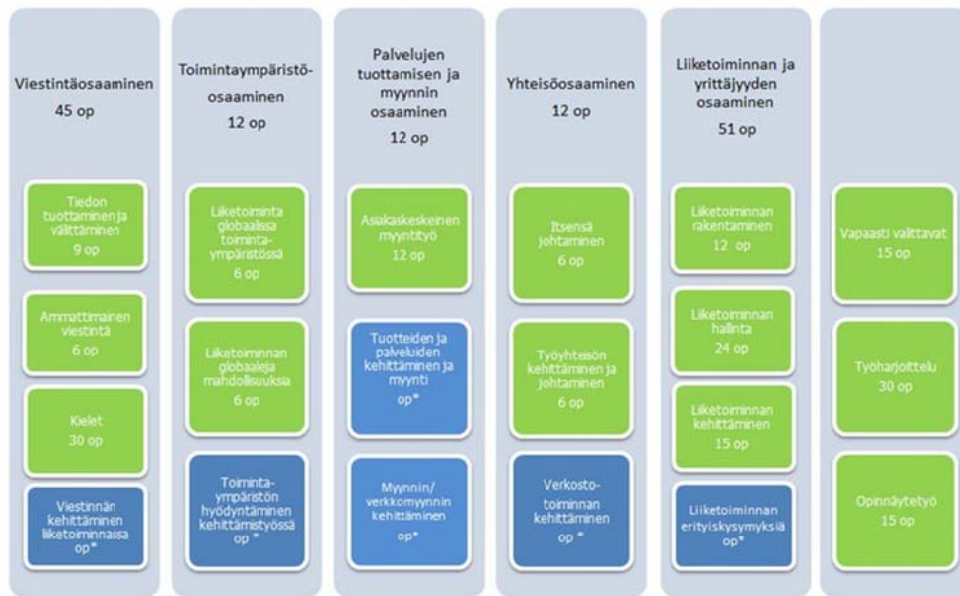 Viestintäosaaminen
45 op
Tiedon
tuottaminen ja
välittäminen
9 op
Ammattimainen
viestintä
6 op
Kielet
30 op
Viestinnän
kehittäminen
liiketoiminnassa
op*
Toimintaympäristö-
osaaminen
12 op
Liiketoiminta
globaalissa
toiminta-
ympäristössä
6 op
Liiketoiminnan
globaaleja
mahdollisuuksia
6 op
Toiminta-
ympäristön
hyödyntäminen
kehittämistyössä
op *
Palvelujen
tuottamisen ja
myynnin
osaaminen
12 op
Asiakaskeskeinen
myyntityö
12 op
Tuotteiden ja
palveluiden
kehittäminen ja
myynti
op*
Myynnin/
verkkomyynnin
kehittäminen
op*
Yhteisöosaaminen
12 op
Itsensä
johtaminen
6 op
Työyhteisön
kehittäminen ja
johtaminen
6 op
Verkosto-
toiminnan
kehittäminen
op *
Liiketoiminnan ja
yrittäjyyden
osaaminen
51 op
Liiketoiminnan
rakentaminen
12 op
Liiketoiminnan
hallinta
24 op
Liiketoiminnan
kehittäminen
15 op
Liiketoiminnan
erityiskysymyksiä
op*
Vapaasti valittavat
15 op
Työharjoittelu
30 op
Opinnäytetyö
15 op